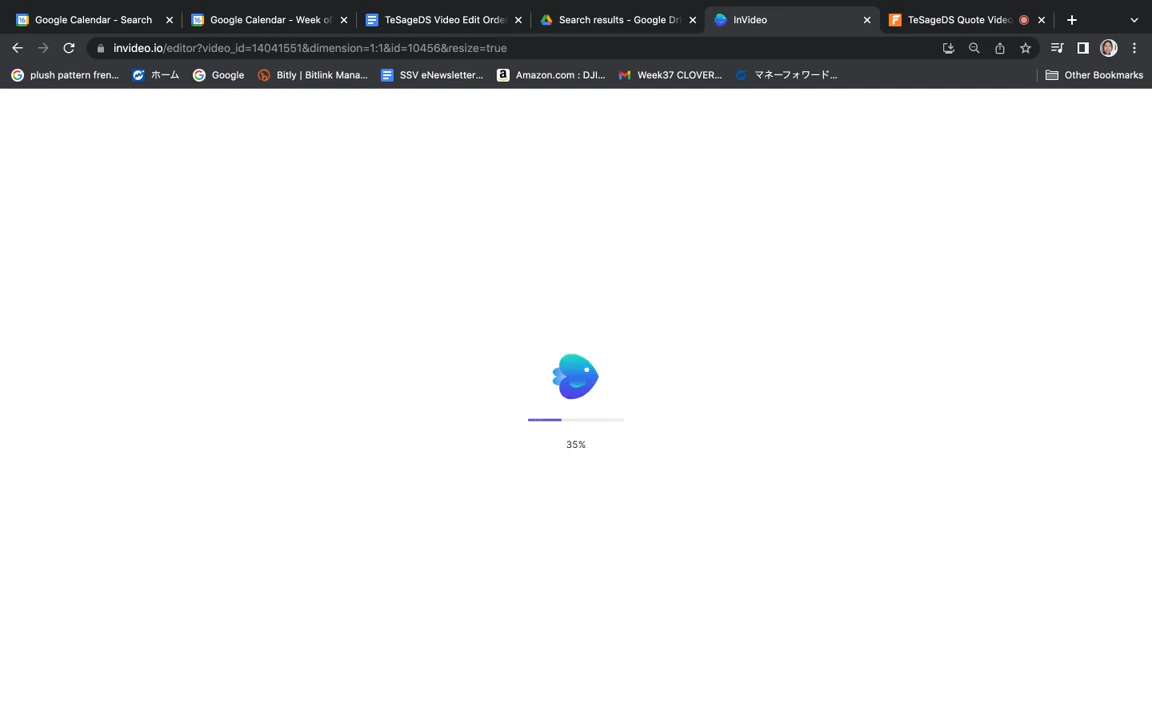 Google Calendar - Search
Google Calendar - Week of
TeSageDS Video Edit Order
Search results - Google Dri
InVideo
TeSageDS Quote Video
invideo.io/editor?video_id=14041551&dimension=1:1&id=10456&resize=true
plush pattern fren...
ホーム
Google
Bitly | Bitlink Mana...
SSV eNewsletter...
Amazon.com : DJI...
Week37 CLOVER...
マネーフォワード...
Other Bookmarks
35%